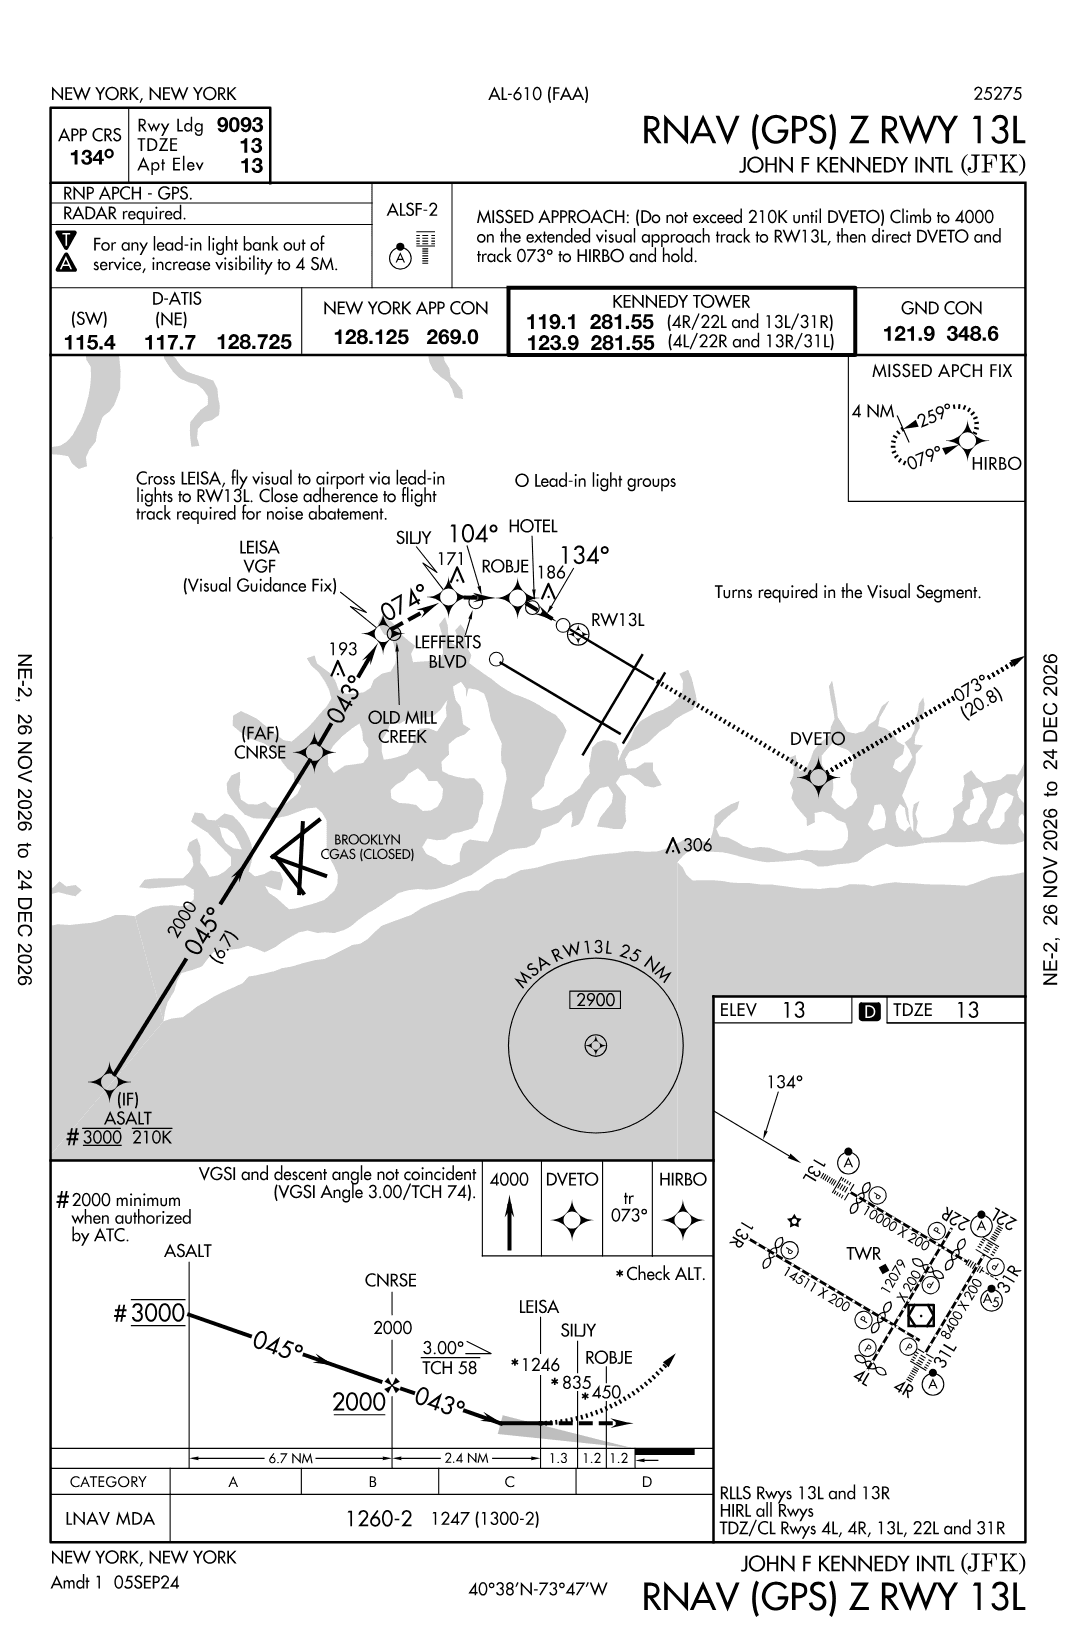 NEW YORK, NEW YORK
AL-610 (FAA)
25275
RNAV (GPS) Z RWY 13L
JOHN F KENNEDY INTL (JFK)
APP CRS
134°
Rwy Ldg 9093
TDZE 13
Apt Elev 13
RNP APCH - GPS.
RADAR required.
T
A
For any lead-in light bank out of
service, increase visibility to 4 SM.
ALSF-2
A
MISSED APPROACH: (Do not exceed 210K until DVETO) Climb to 4000
on the extended visual approach track to RW13L, then direct DVETO and
track 073° to HIRBO and hold.
D-ATIS
(SW) (NE)
115.4 117.7 128.725
NEW YORK APP CON
128.125 269.0
KENNEDY TOWER
119.1 281.55 (4R/22L and 13L/31R)
123.9 281.55 (4L/22R and 13R/31L)
GND CON
121.9 348.6
MISSED APCH FIX
4 NM
259°
079°
HIRBO
Cross LEISA, fly visual to airport via lead-in
lights to RW13L. Close adherence to flight
track required for noise abatement.
O Lead-in light groups
Turns required in the Visual Segment.
LEISA
VGF
(Visual Guidance Fix)
SILJY
104°
HOTEL
171
ROBJE
186
134°
RW13L
074°
LEFFERTS
BLVD
193
043°
OLD MILL
CREEK
(FAF)
CNRSE
073°
(20.8)
DVETO
BROOKLYN
CGAS (CLOSED)
306
2000
045°
(6.7)
MSA RW13L 25 NM
2900
(IF)
ASALT
# 3000 210K
NE-2, 26 NOV 2026 to 24 DEC 2026
NE-2, 26 NOV 2026 to 24 DEC 2026
ELEV 13
D
TDZE 13
134°
13L
A
P
10000 X 200
22R
22L
A
P
13R
P
TWR
12079 X 200
P
P
31R
A5
14511 X 200
P
8400 X 200
P
P
31L
4L
4R
A
RLLS Rwys 13L and 13R
HIRL all Rwys
TDZ/CL Rwys 4L, 4R, 13L, 22L and 31R
VGSI and descent angle not coincident
(VGSI Angle 3.00/TCH 74).
# 2000 minimum
when authorized
by ATC.
4000
DVETO
tr
073°
HIRBO
* Check ALT.
ASALT
# 3000
045°
CNRSE
2000
2000
3.00°
TCH 58
043°
LEISA
*1246
SILJY
*835
ROBJE
*450
6.7 NM
2.4 NM
1.3
1.2
1.2
CATEGORY A B C D
LNAV MDA 1260-2 1247 (1300-2)
NEW YORK, NEW YORK
Amdt 1 05SEP24
40°38'N-73°47'W
JOHN F KENNEDY INTL (JFK)
RNAV (GPS) Z RWY 13L